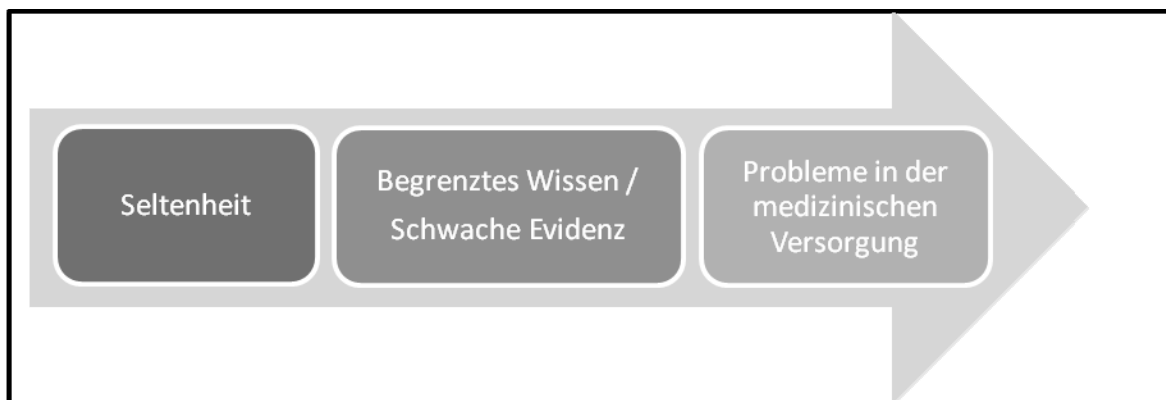 Seltenheit
Begrenztes Wissen /
Schwache Evidenz
Probleme in der
medizinischen
Versorgung